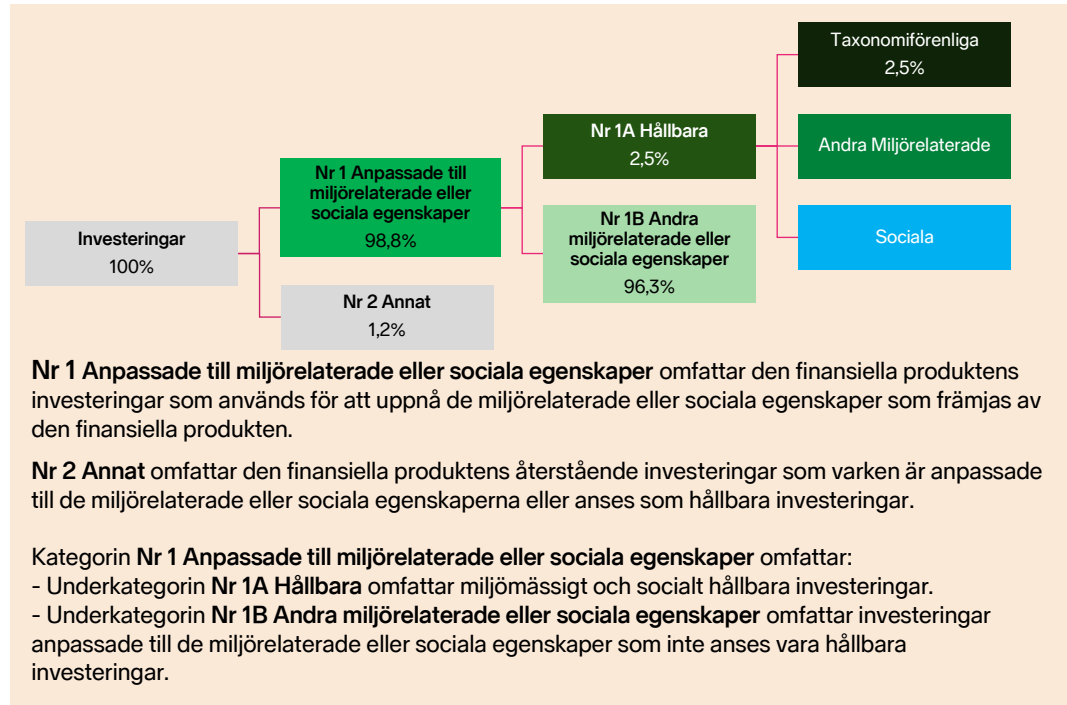 Taxonomiförenliga
2,5%
Nr 1A Hållbara
2,5%
Andra Miljörelaterade
Nr 1 Anpassade till
miljörelaterade eller
sociala egenskaper
98,8%
Nr 1B Andra
miljörelaterade eller
sociala egenskaper
96,3%
Sociala
Investeringar
100%
Nr 2 Annat
1,2%
Nr 1 Anpassade till miljörelaterade eller sociala egenskaper omfattar den finansiella produktens
investeringar som används för att uppnå de miljörelaterade eller sociala egenskaper som främjas av
den finansiella produkten.
Nr 2 Annat omfattar den finansiella produktens återstående investeringar som varken är anpassade
till de miljörelaterade eller sociala egenskaperna eller anses som hållbara investeringar.
Kategorin Nr 1 Anpassade till miljörelaterade eller sociala egenskaper omfattar:
- Underkategorin Nr 1A Hållbara omfattar miljömässigt och socialt hållbara investeringar.
- Underkategorin Nr 1B Andra miljörelaterade eller sociala egenskaper omfattar investeringar
anpassade till de miljörelaterade eller sociala egenskaper som inte anses vara hållbara
investeringar.